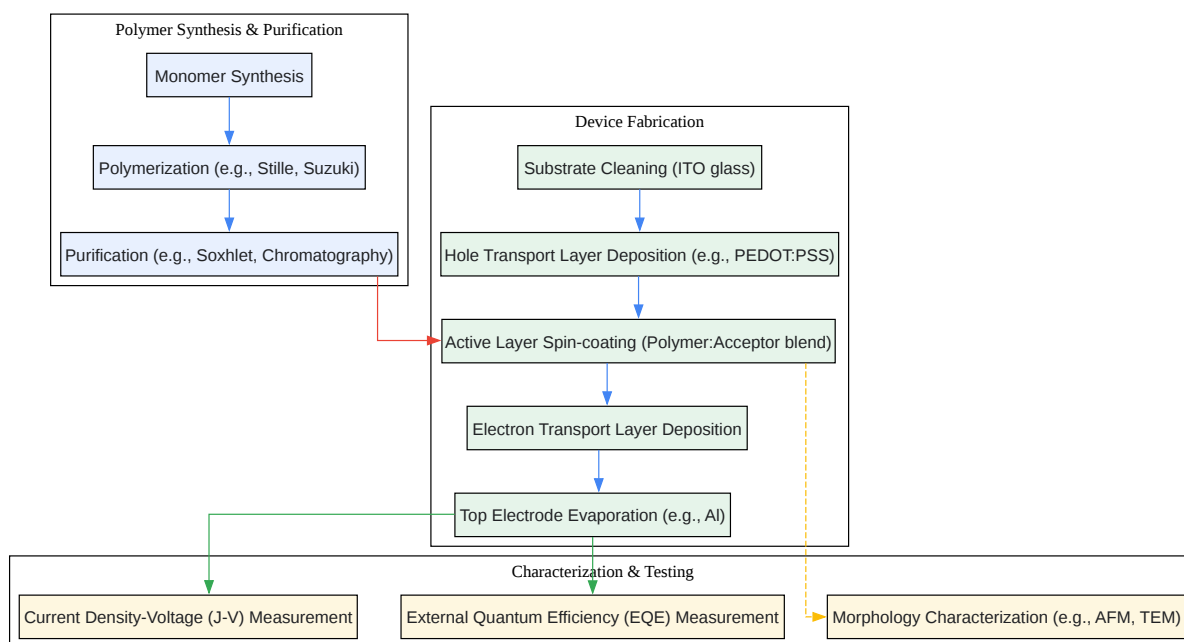 Polymer Synthesis & Purification
Monomer Synthesis
Polymerization (e.g., Stille, Suzuki)
Purification (e.g., Soxhlet, Chromatography)
Device Fabrication
Substrate Cleaning (ITO glass)
Hole Transport Layer Deposition (e.g., PEDOT:PSS)
Active Layer Spin-coating (Polymer:Acceptor blend)
Electron Transport Layer Deposition
Top Electrode Evaporation (e.g., Al)
Characterization & Testing
Current Density-Voltage (J-V) Measurement
External Quantum Efficiency (EQE) Measurement
Morphology Characterization (e.g., AFM, TEM)